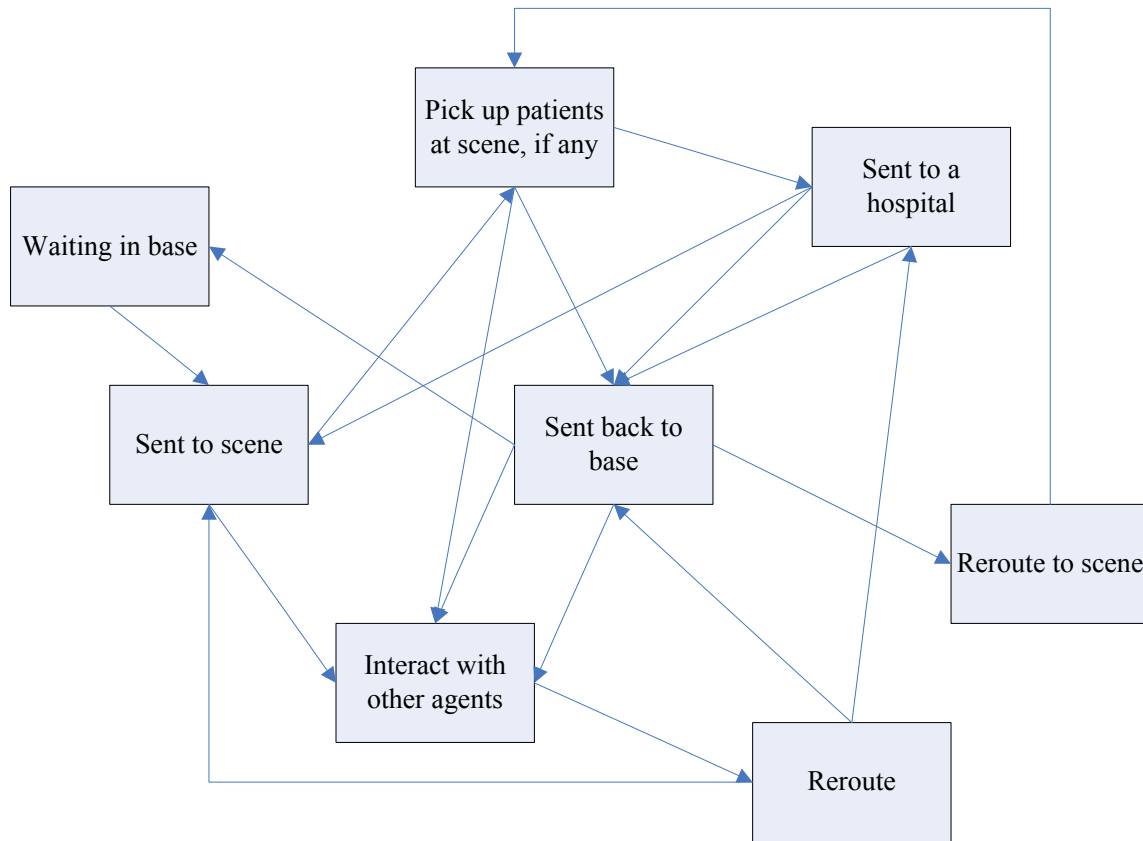 Pick up patients
at scene, if any
Sent to a
hospital
Waiting in base
Sent to scene
Sent back to
base
Reroute to scene
Interact with
other agents
Reroute